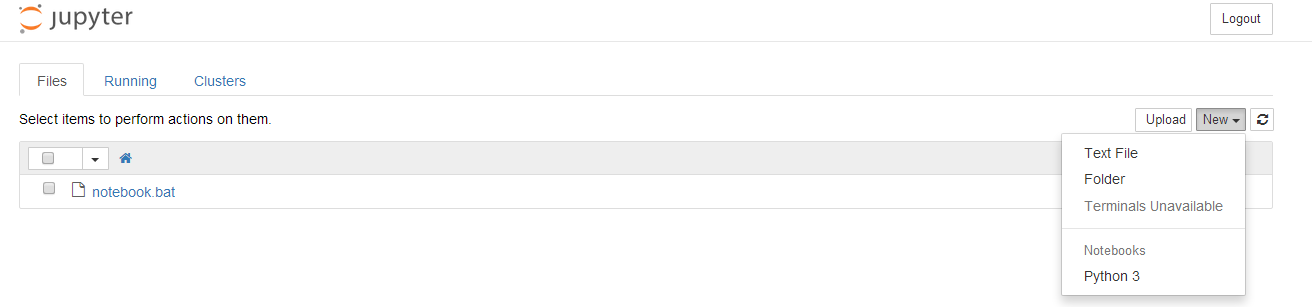 jupyter
Logout
Files Running Clusters
Select items to perform actions on them.
Upload New
notebook.bat
Text File
Folder
Terminals Unavailable
Notebooks
Python 3